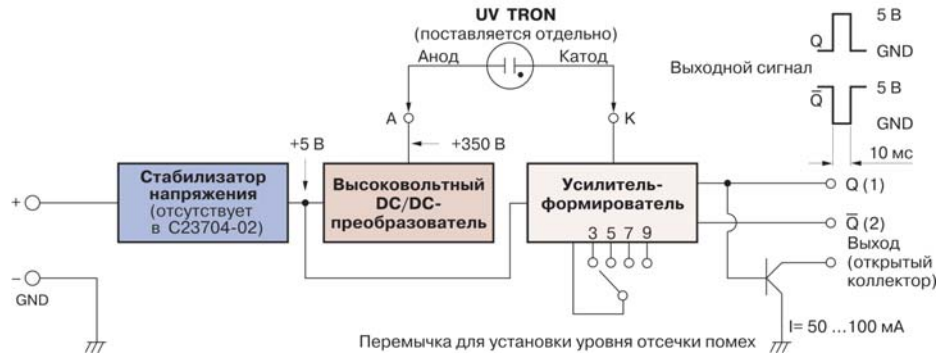 UV TRON
(поставляется отдельно)
Анод
Катод
Выходной сигнал
Q
5 В
GND
Q̅
5 В
GND
10 мс
A
К
+5 В
+350 В
Стабилизатор
напряжения
(отсутствует
в C23704-02)
Высоковольтный
DC/DC-
преобразователь
Усилитель-
формирователь
3 5 7 9
+
−
GND
Q (1)
Q̅ (2)
Выход
(открытый
коллектор)
I= 50 ...100 мА
Перемычка для установки уровня отсечки помех